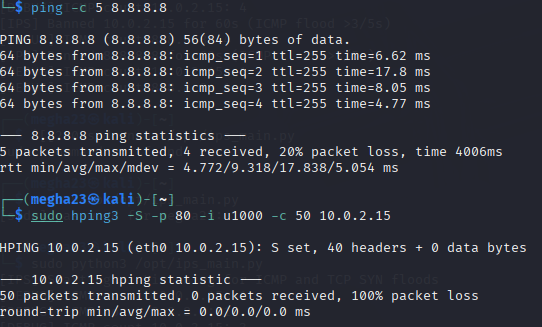 └─$ ping -c 5 8.8.8.8
PING 8.8.8.8 (8.8.8.8) 56(84) bytes of data.
64 bytes from 8.8.8.8: icmp_seq=1 ttl=255 time=6.62 ms
64 bytes from 8.8.8.8: icmp_seq=2 ttl=255 time=17.8 ms
64 bytes from 8.8.8.8: icmp_seq=3 ttl=255 time=8.05 ms
64 bytes from 8.8.8.8: icmp_seq=4 ttl=255 time=4.77 ms
--- 8.8.8.8 ping statistics ---
5 packets transmitted, 4 received, 20% packet loss, time 4006ms
rtt min/avg/max/mdev = 4.772/9.318/17.838/5.054 ms
┌──(megha23㉿kali)-[~]
└─$ sudo hping3 -S -p 80 -i u1000 -c 50 10.0.2.15
HPING 10.0.2.15 (eth0 10.0.2.15): S set, 40 headers + 0 data bytes
--- 10.0.2.15 hping statistic ---
50 packets transmitted, 0 packets received, 100% packet loss
round-trip min/avg/max = 0.0/0.0/0.0 ms